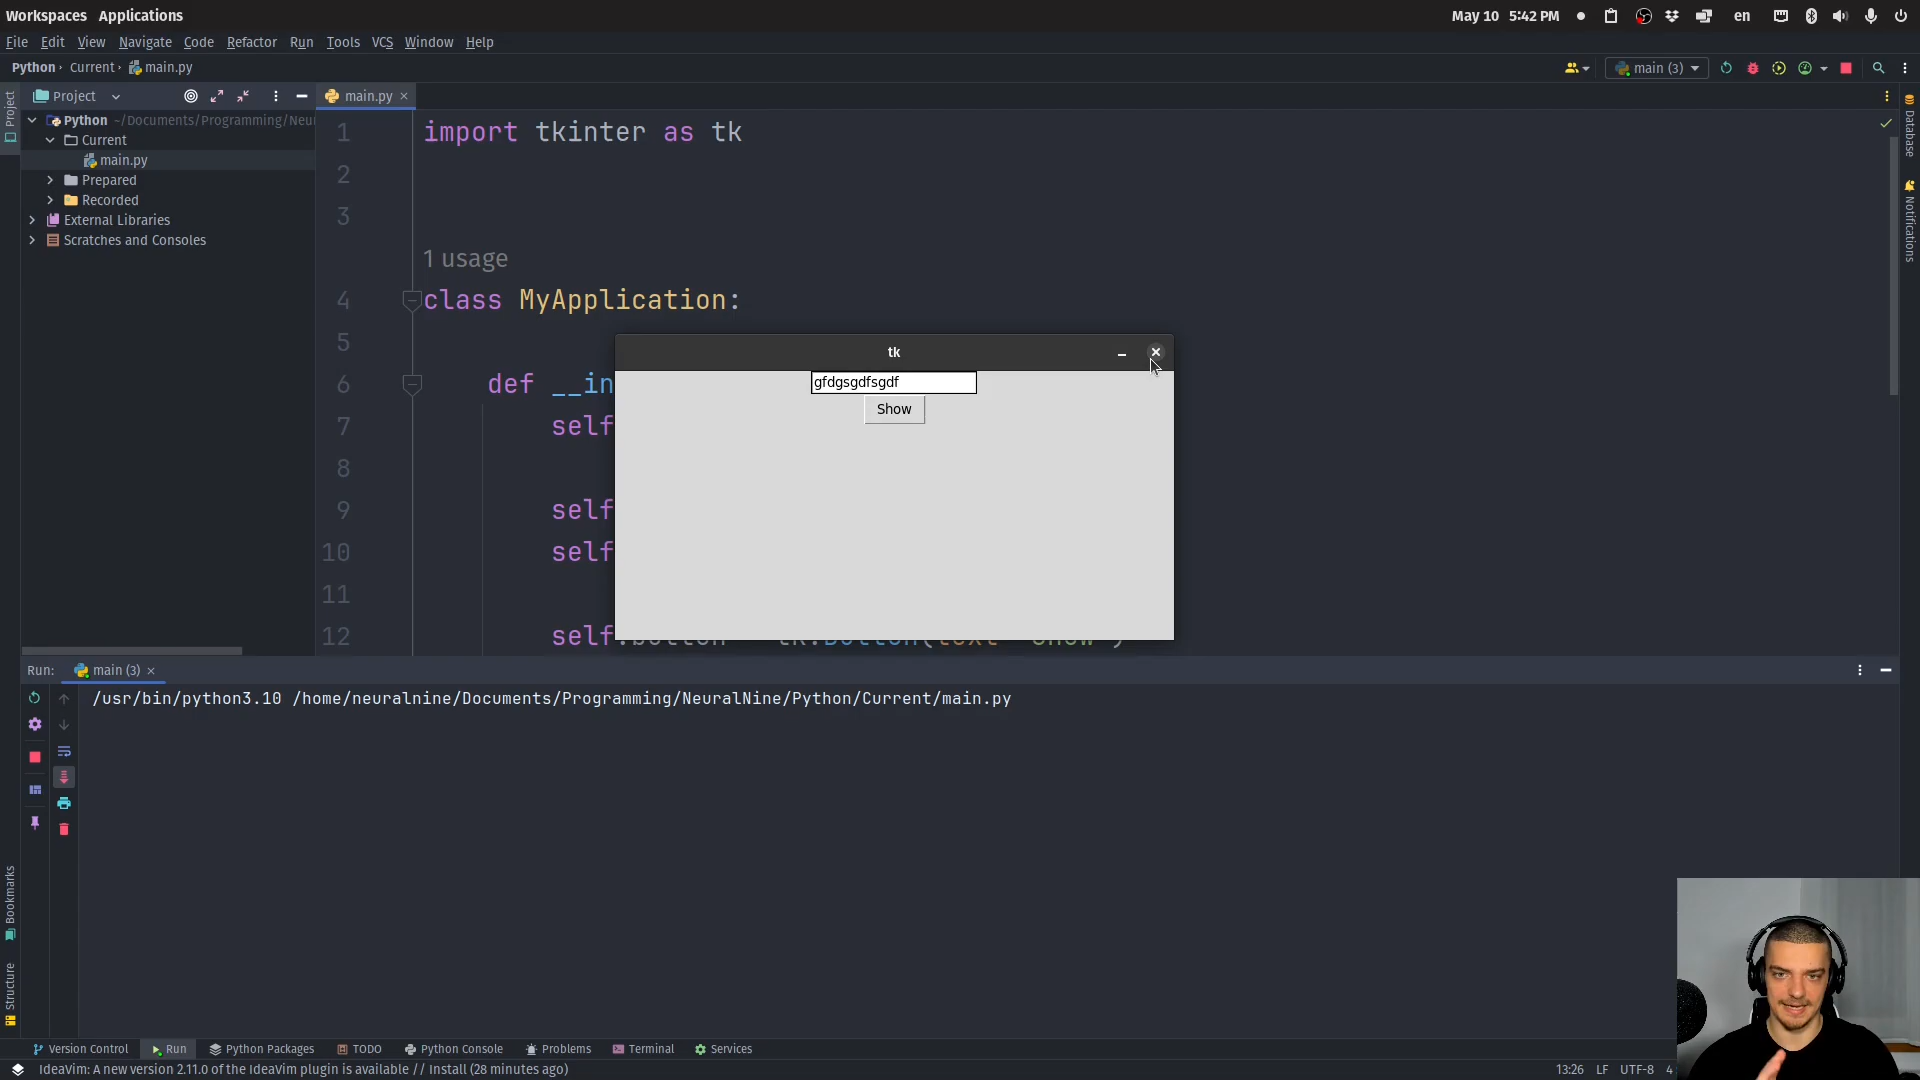 Workspaces Applications
May 10 5:42 PM
en
File Edit View Navigate Code Refactor Run Tools VCS Window Help
Python Current main.py
main (3)
Project
main.py
Project
Python ~/Documents/Programming/Neu
Current
main.py
Prepared
Recorded
External Libraries
Scratches and Consoles
1 import tkinter as tk
2
3
1 usage
4 class MyApplication:
5
6 def __in
7 self
8
9 self
10 self
11
12 self
tk
gfdgsgdfsgdf
Show
Database
Notifications
Run: main (3)
/usr/bin/python3.10 /home/neuralnine/Documents/Programming/NeuralNine/Python/Current/main.py
Bookmarks
Structure
Version Control Run Python Packages TODO Python Console Problems Terminal Services
IdeaVim: A new version 2.11.0 of the IdeaVim plugin is available // Install (28 minutes ago)
13:26 LF UTF-8 4